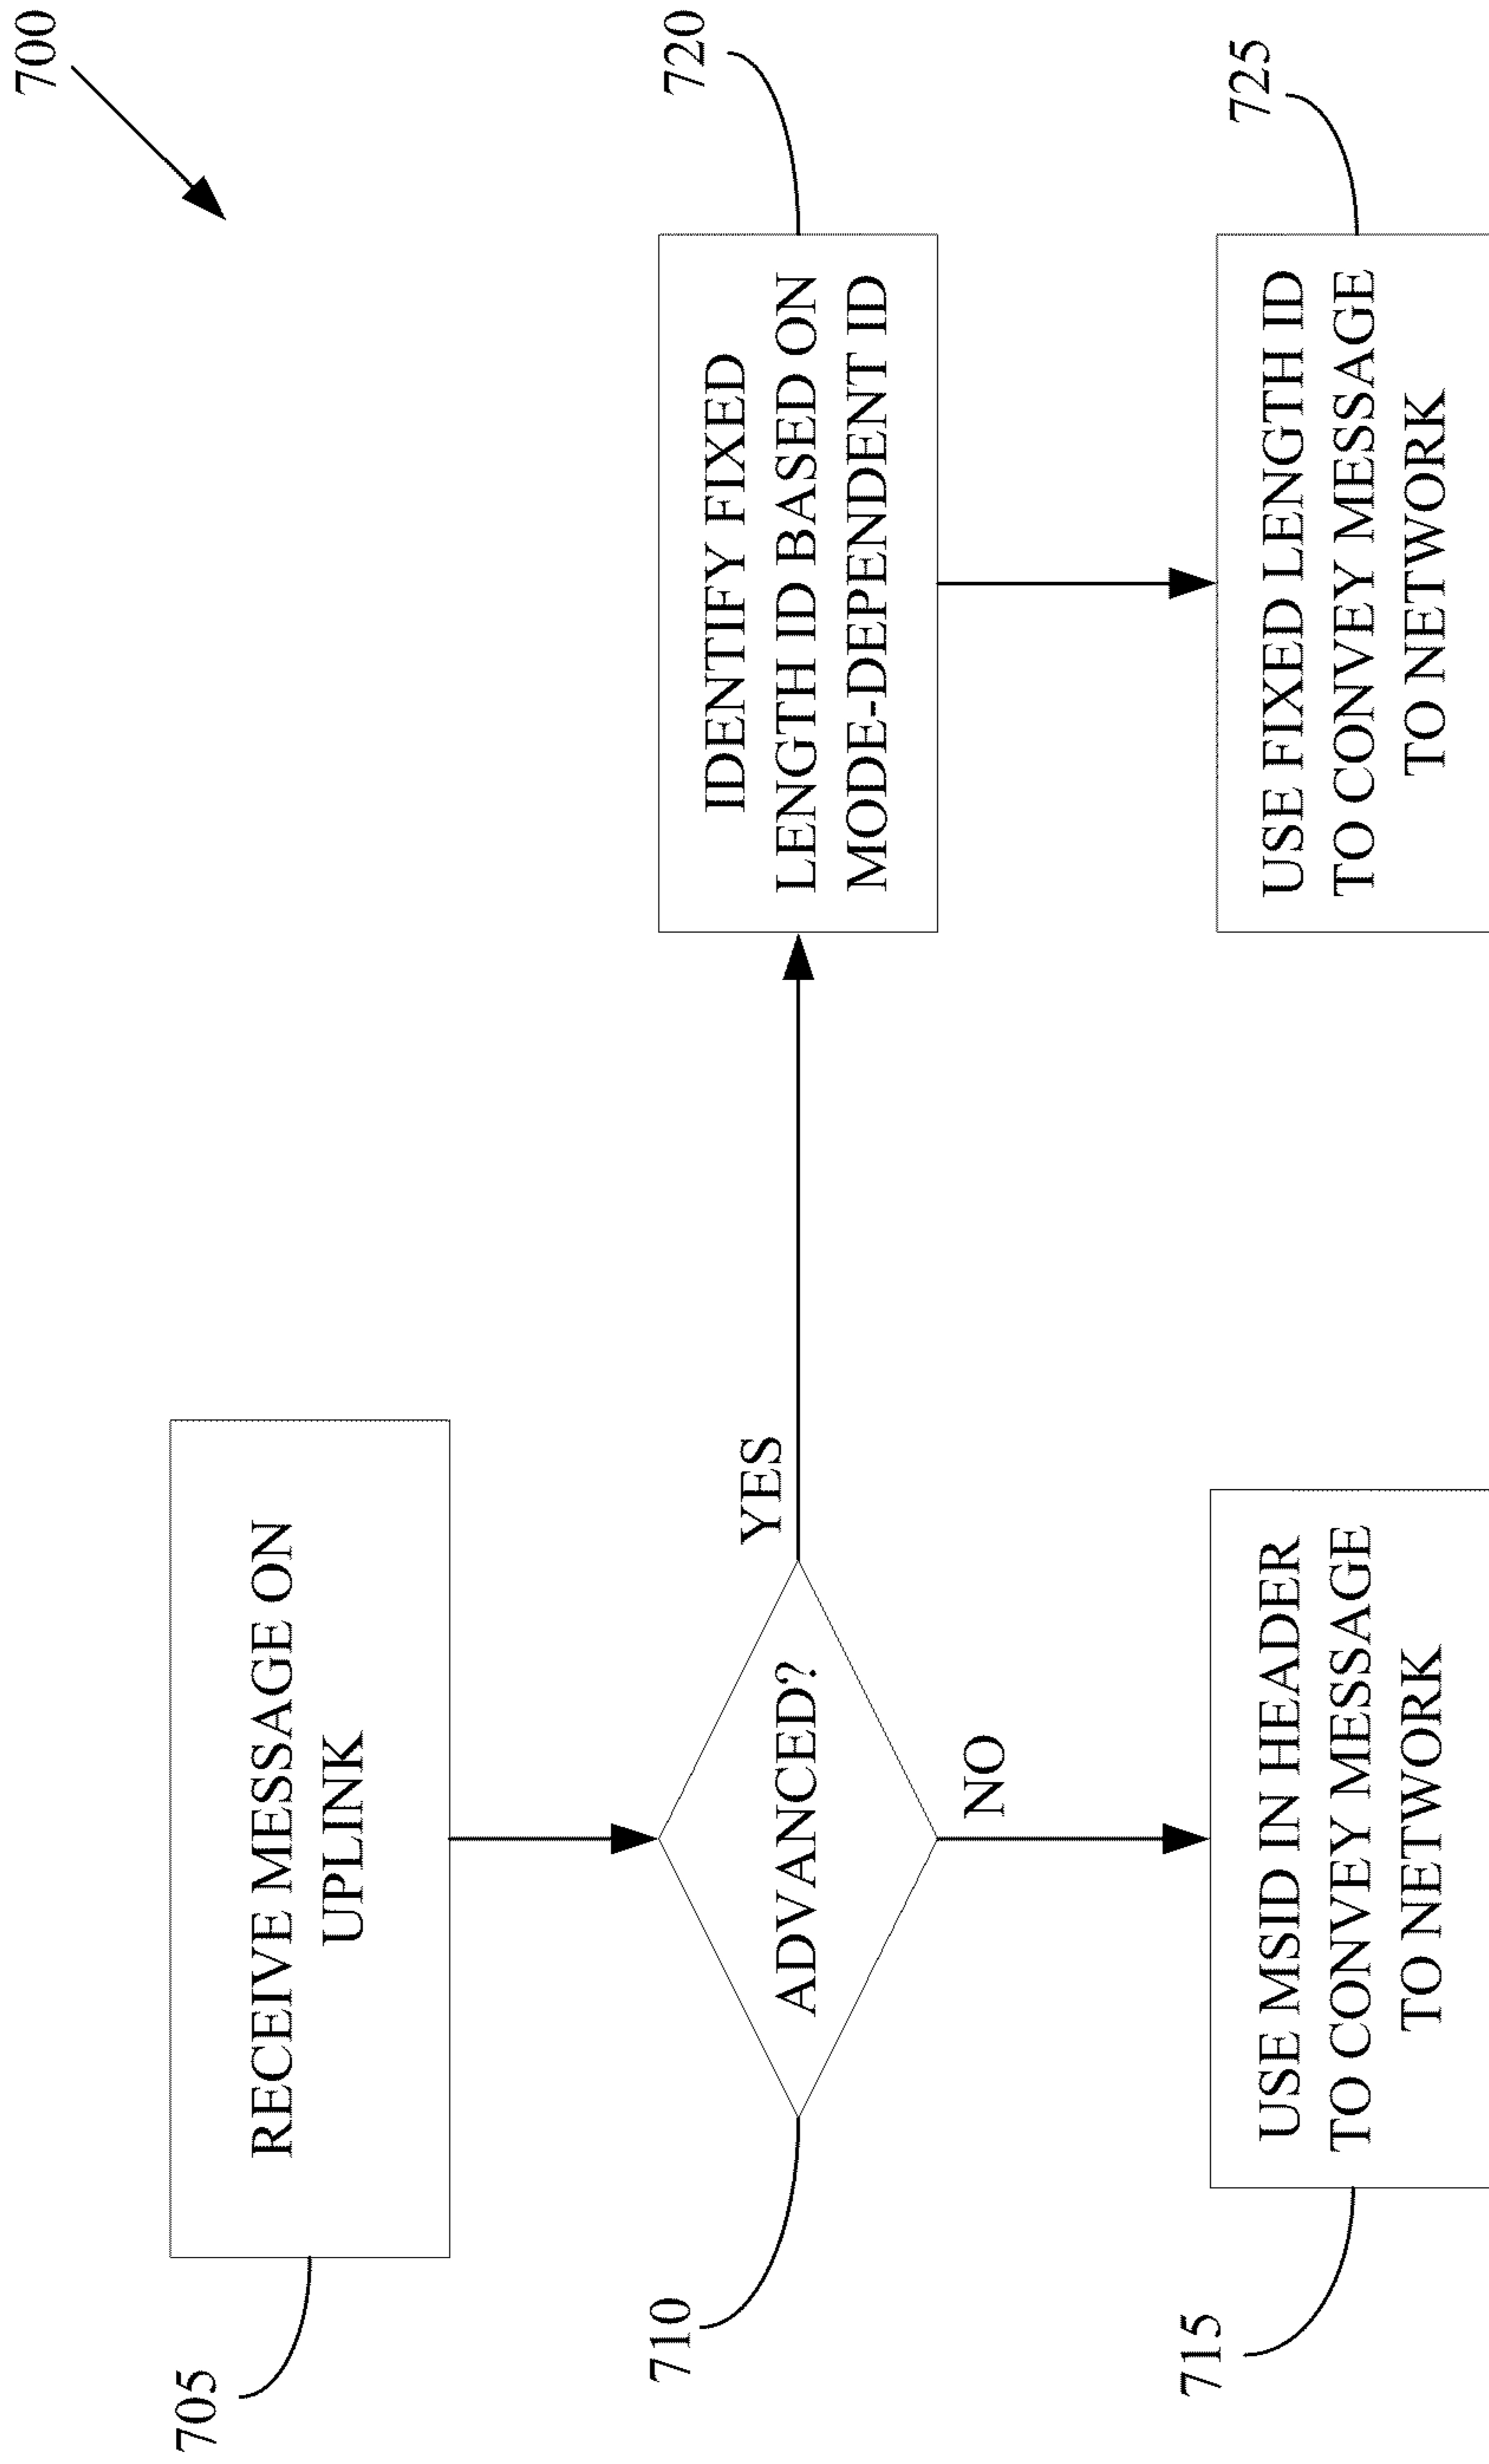 700
705
RECEIVE MESSAGE ON
UPLINK
710
ADVANCED?
YES
NO
720
IDENTIFY FIXED
LENGTH ID BASED ON
MODE-DEPENDENT ID
715
USE MSID IN HEADER
TO CONVEY MESSAGE
TO NETWORK
725
USE FIXED LENGTH ID
TO CONVEY MESSAGE
TO NETWORK